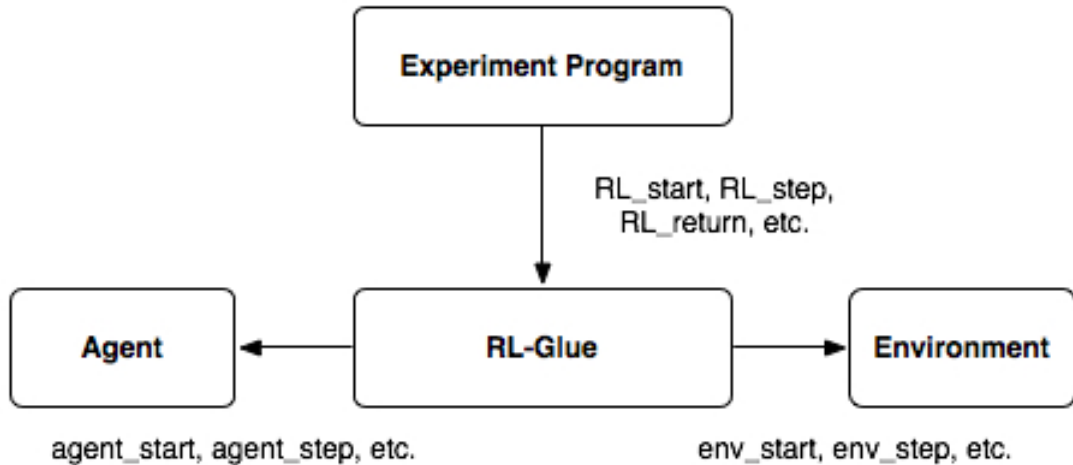 Experiment Program
RL_start, RL_step,
RL_return, etc.
Agent
RL-Glue
Environment
agent_start, agent_step, etc.
env_start, env_step, etc.